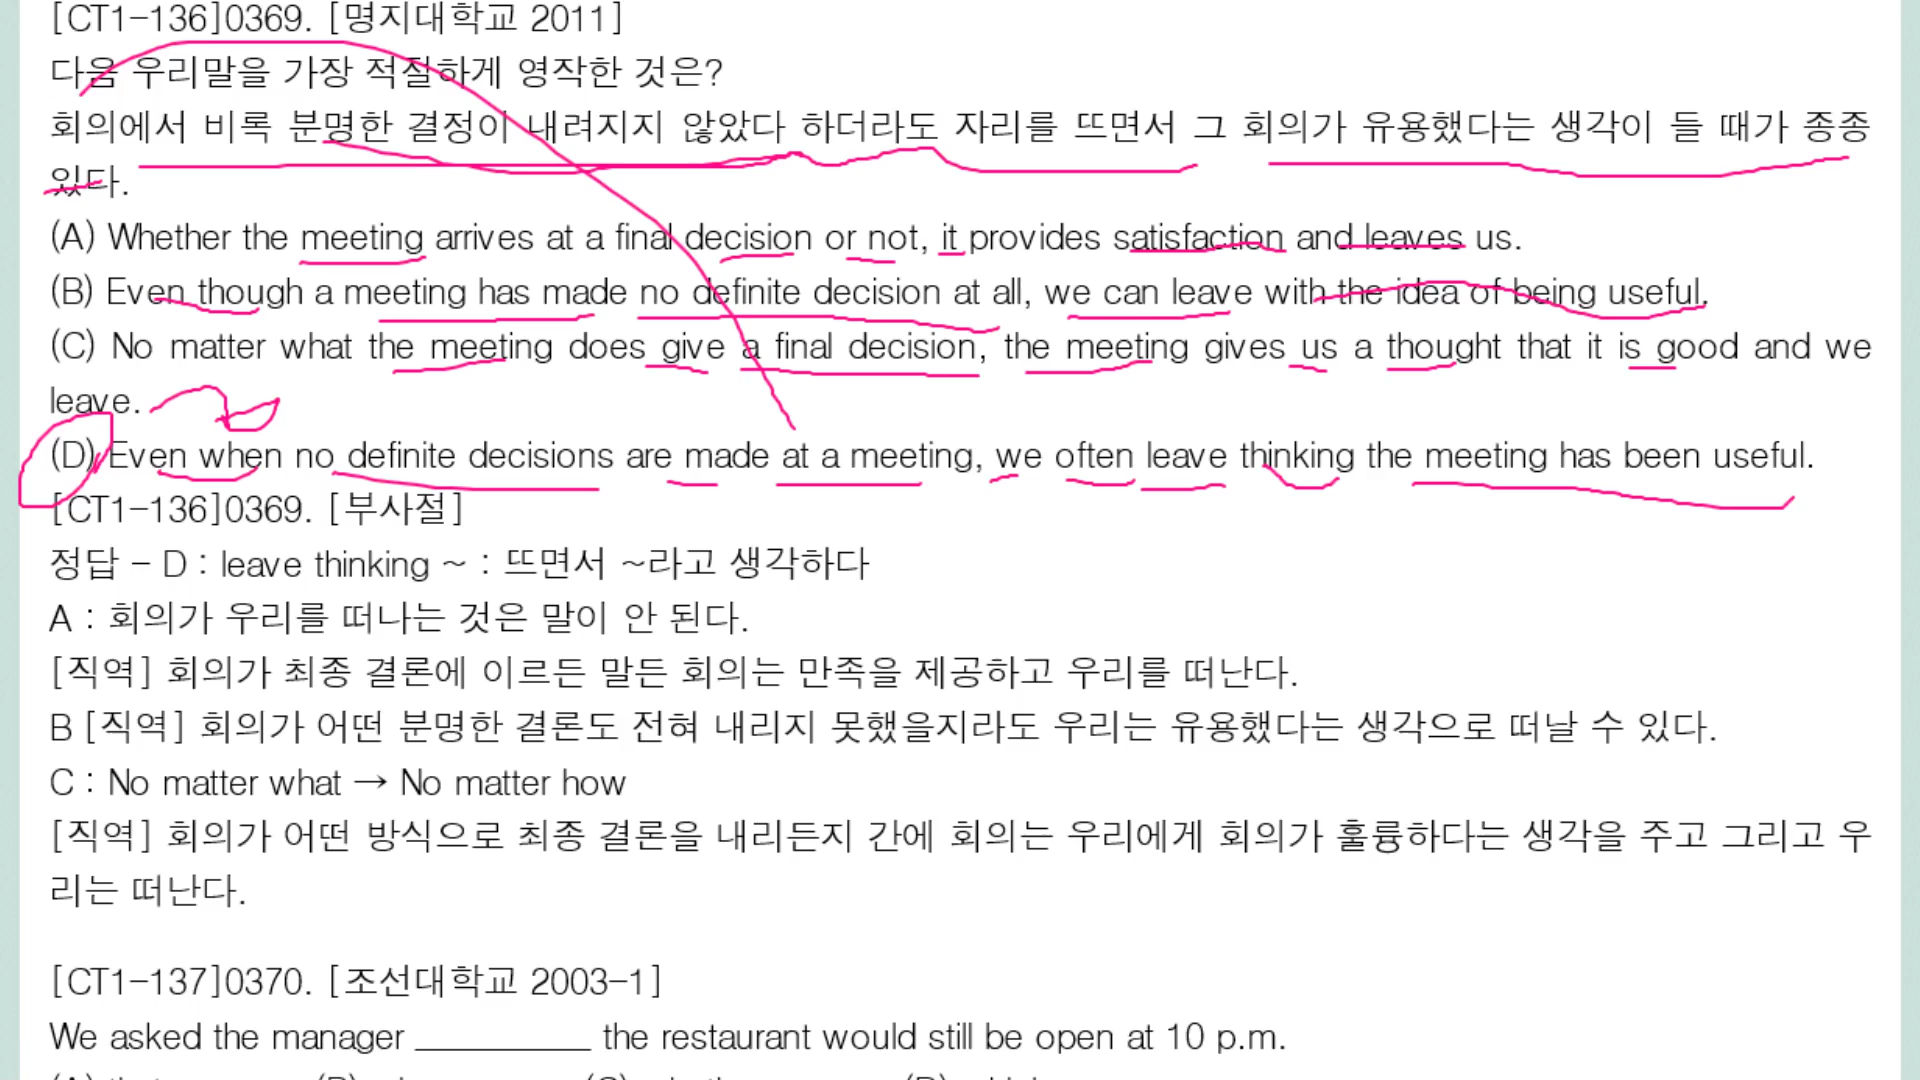 [CT1-136]0369. [명지대학교 2011]
다음 우리말을 가장 적절하게 영작한 것은?
회의에서 비록 분명한 결정이 내려지지 않았다 하더라도 자리를 뜨면서 그 회의가 유용했다는 생각이 들 때가 종종
있다.
(A) Whether the meeting arrives at a final decision or not, it provides satisfaction and leaves us.
(B) Even though a meeting has made no definite decision at all, we can leave with the idea of being useful.
(C) No matter what the meeting does give a final decision, the meeting gives us a thought that it is good and we
leave.
(D) Even when no definite decisions are made at a meeting, we often leave thinking the meeting has been useful.
[CT1-136]0369. [부사절]
정답 - D : leave thinking ~ : 뜨면서 ~라고 생각하다
A : 회의가 우리를 떠나는 것은 말이 안 된다.
[직역] 회의가 최종 결론에 이르든 말든 회의는 만족을 제공하고 우리를 떠난다.
B [직역] 회의가 어떤 분명한 결론도 전혀 내리지 못했을지라도 우리는 유용했다는 생각으로 떠날 수 있다.
C : No matter what → No matter how
[직역] 회의가 어떤 방식으로 최종 결론을 내리든지 간에 회의는 우리에게 회의가 훌륭하다는 생각을 주고 그리고 우
리는 떠난다.
[CT1-137]0370. [조선대학교 2003-1]
We asked the manager __________ the restaurant would still be open at 10 p.m.